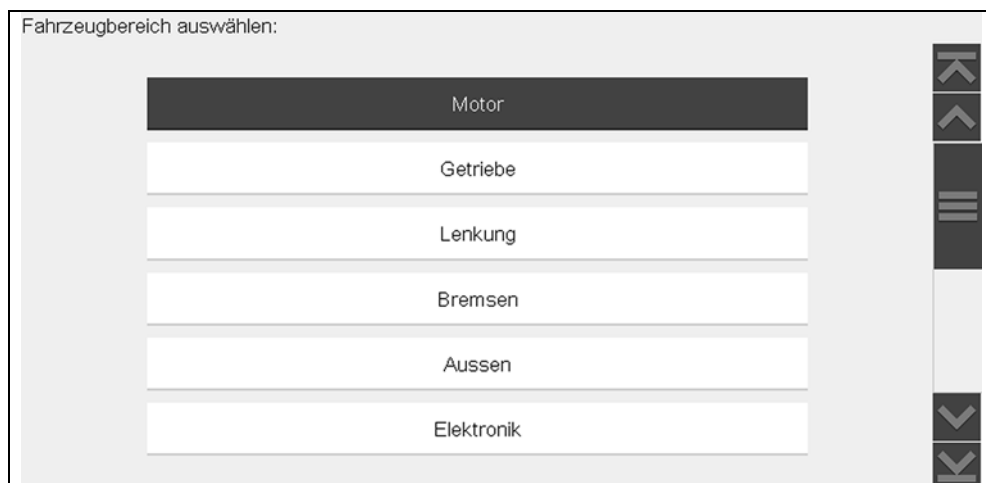 Fahrzeugbereich auswählen:
Motor
Getriebe
Lenkung
Bremsen
Aussen
Elektronik